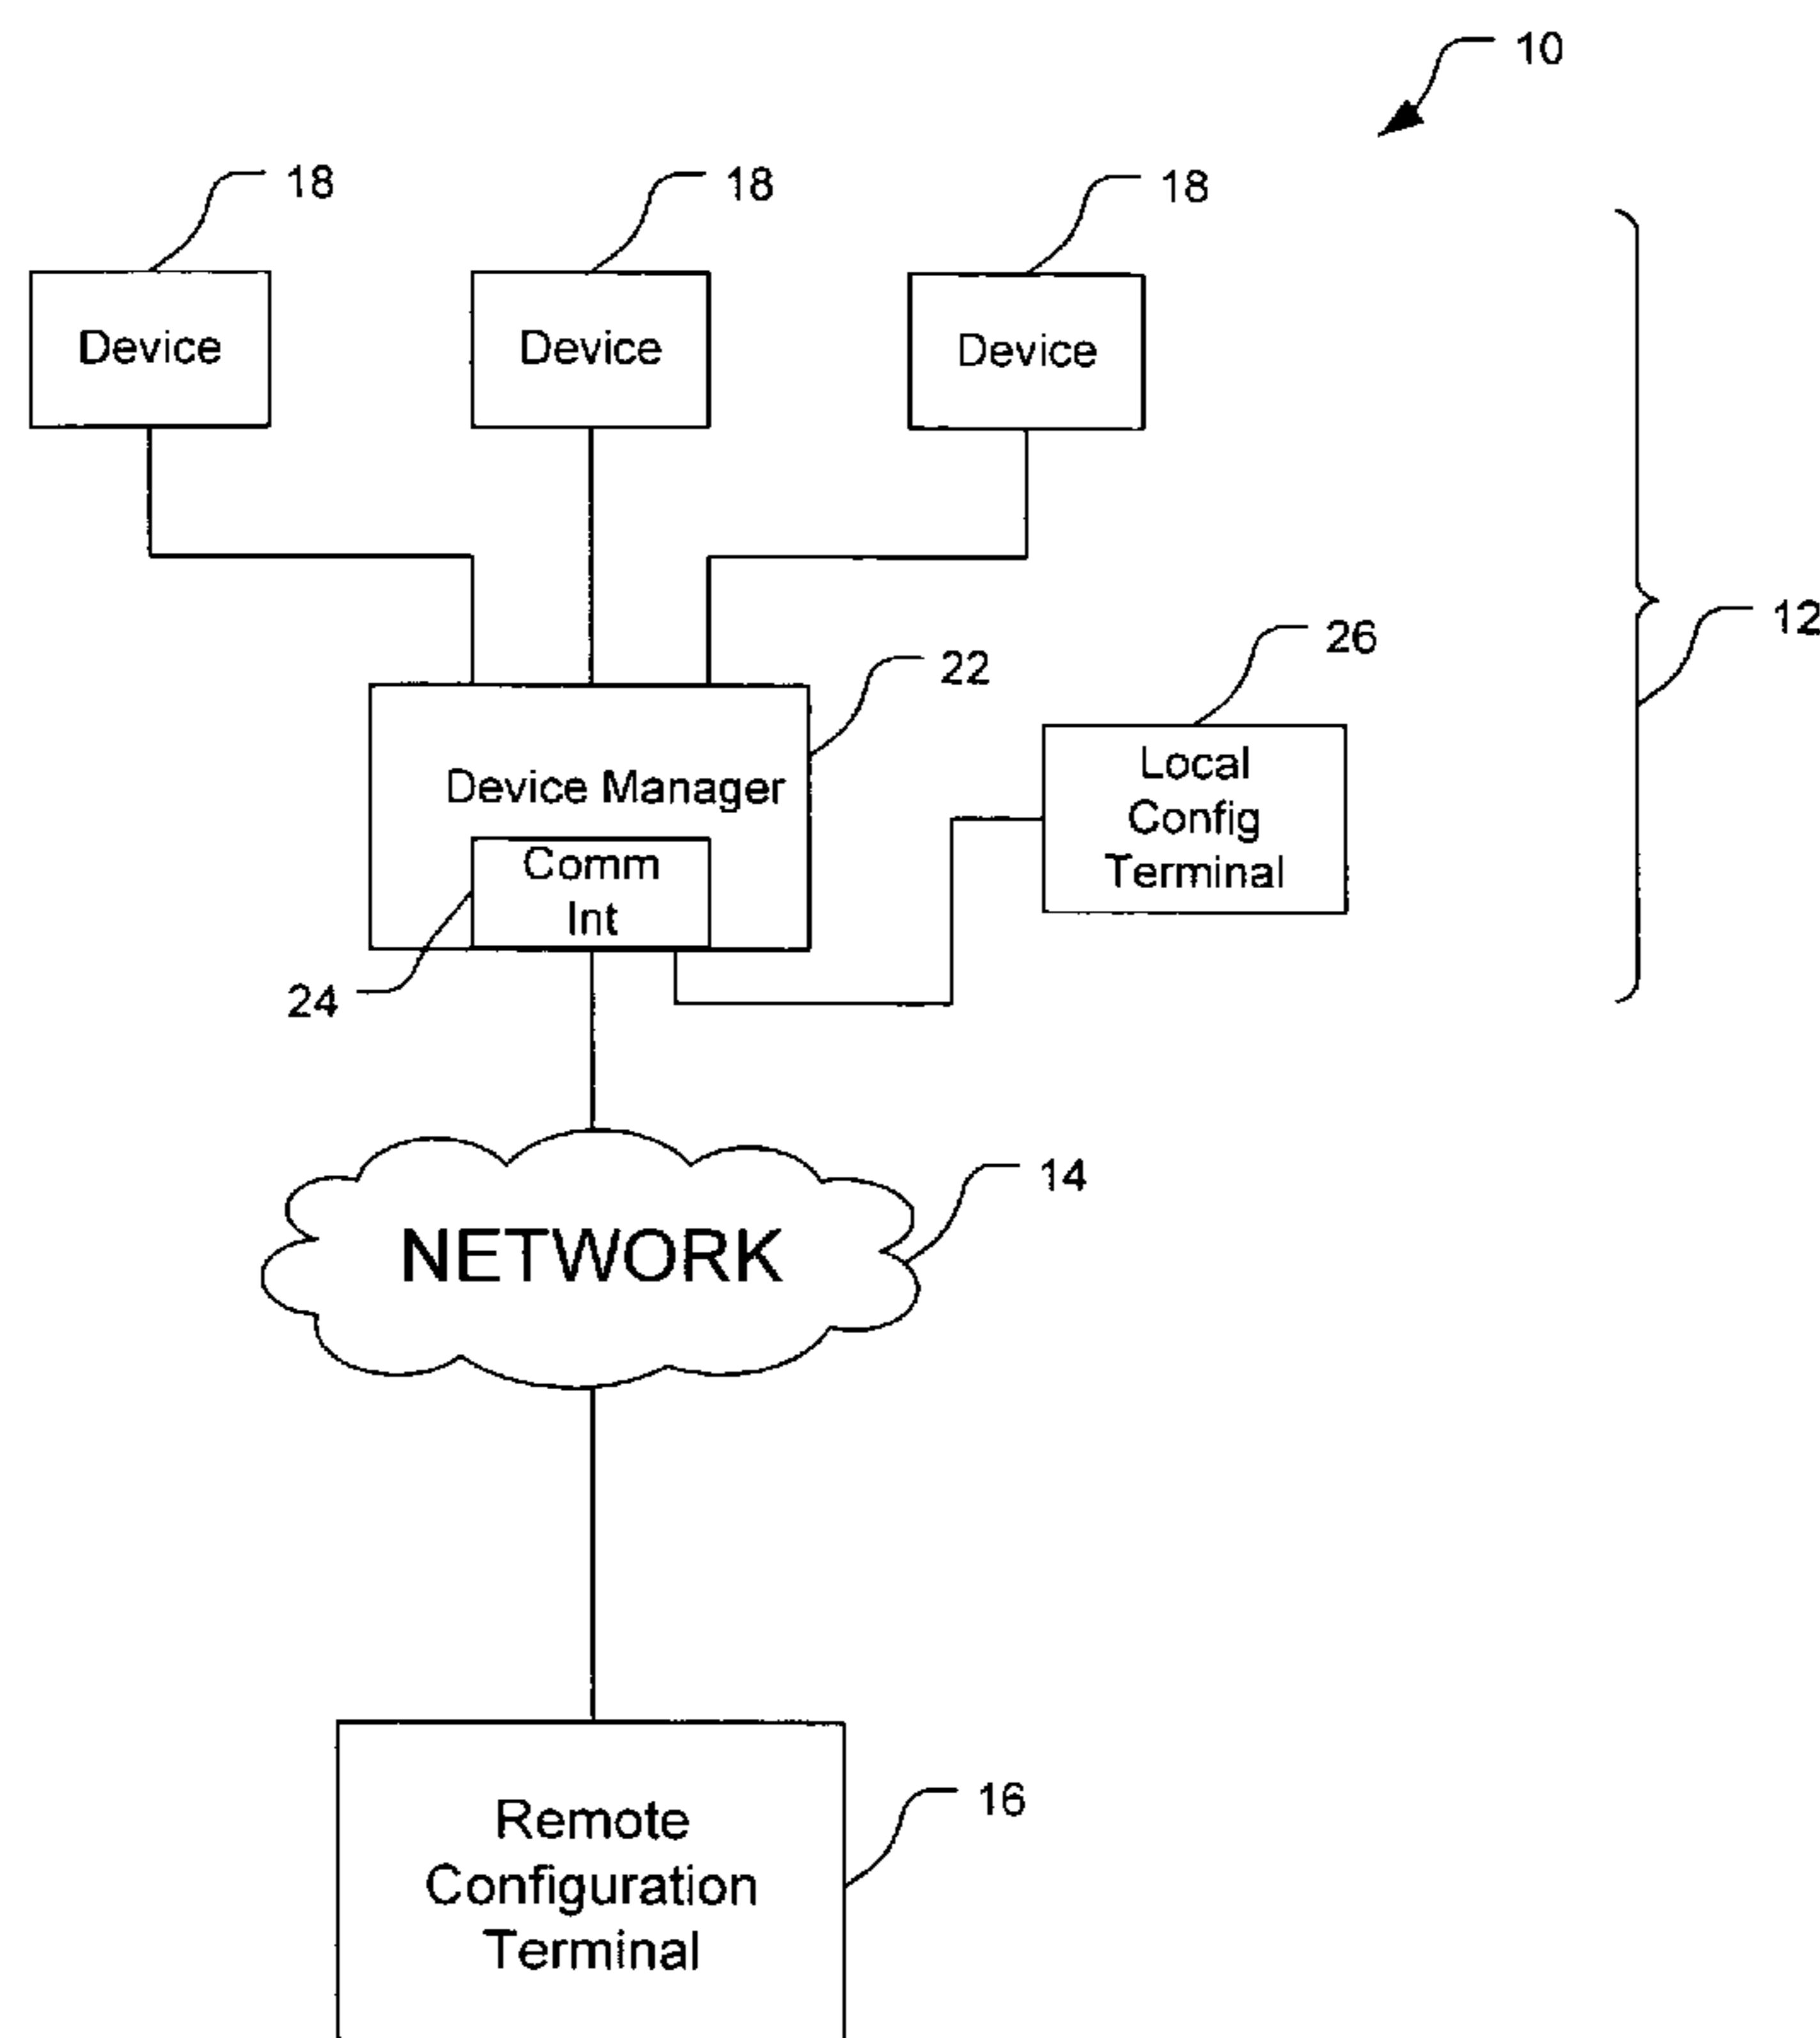 10
18
18
18
Device
Device
Device
12
26
22
Local
Config
Terminal
Device Manager
Comm
Int
24
14
NETWORK
16
Remote
Configuration
Terminal